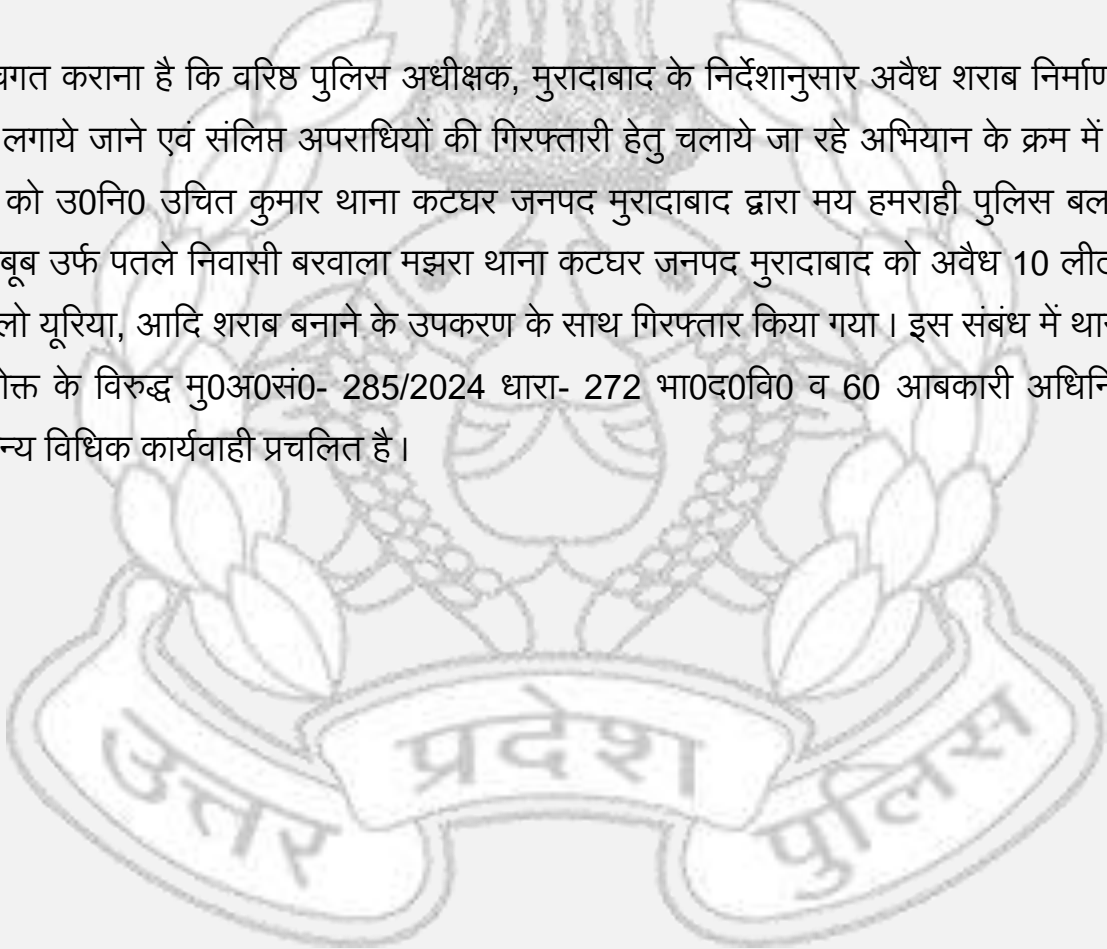 वगत कराना है कि वरिष्ठ पुलिस अधीक्षक, मुरादाबाद के निर्देशानुसार अवैध शराब निर्माण
लगाये जाने एवं संलिप्त अपराधियों की गिरफ्तारी हेतु चलाये जा रहे अभियान के क्रम में
को उ0नि0 उचित कुमार थाना कटघर जनपद मुरादाबाद द्वारा मय हमराही पुलिस बल
बूब उर्फ पतले निवासी बरवाला मझरा थाना कटघर जनपद मुरादाबाद को अवैध 10 लीट
लो यूरिया, आदि शराब बनाने के उपकरण के साथ गिरफ्तार किया गया। इस संबंध में थान
ोक्त के विरुद्ध मु0अ0सं0- 285/2024 धारा- 272 भा0द0वि0 व 60 आबकारी अधिनि
न्य विधिक कार्यवाही प्रचलित है।
उत्तर प्रदेश पुलिस